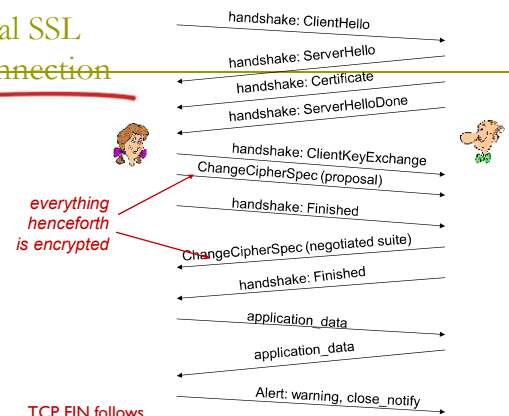 al SSL
nnection
handshake: ClientHello
handshake: ServerHello
handshake: Certificate
handshake: ServerHelloDone
handshake: ClientKeyExchange
ChangeCipherSpec (proposal)
handshake: Finished
everything
henceforth
is encrypted
ChangeCipherSpec (negotiated suite)
handshake: Finished
application_data
application_data
Alert: warning, close_notify
TCP FIN follows